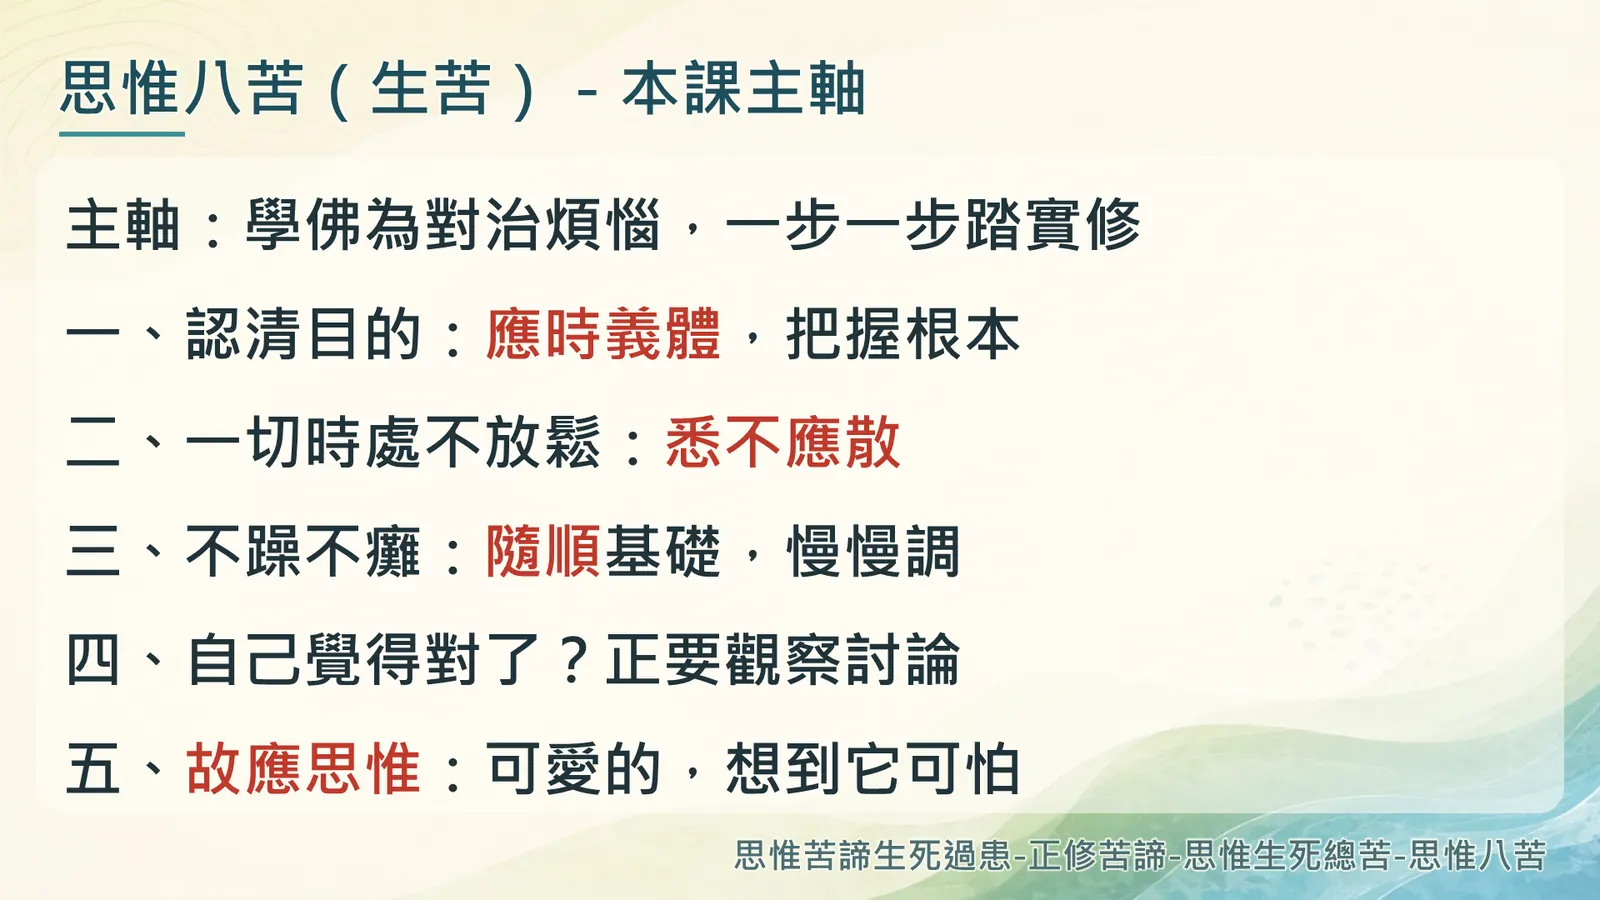 思惟八苦（生苦）- 本課主軸
主軸：學佛為對治煩惱，一步一步踏實修
一、認清目的：應時義體，把握根本
二、一切時處不放鬆：悉不應散
三、不躁不癱：隨順基礎，慢慢調
四、自己覺得對了？正要觀察討論
五、故應思惟：可愛的，想到它可怕
思惟苦諦生死過患-正修苦諦-思惟生死總苦-思惟八苦